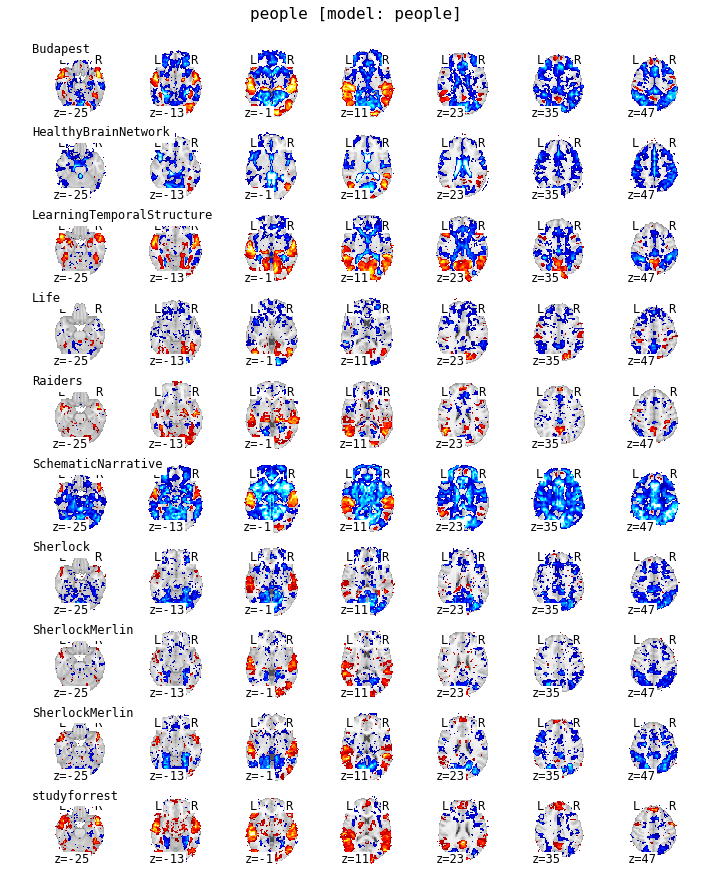 people [model: people]
Budapest
L R L R L R L R L R L R L R
z=-25 z=-13 z=-1 z=11 z=23 z=35 z=47
HealthyBrainNetwork
L R L R L R L R L R L R L R
z=-25 z=-13 z=-1 z=11 z=23 z=35 z=47
LearningTemporalStructure
L R L R L R L R L R L R L R
z=-25 z=-13 z=-1 z=11 z=23 z=35 z=47
Life
L R L R L R L R L R L R L R
z=-25 z=-13 z=-1 z=11 z=23 z=35 z=47
Raiders
L R L R L R L R L R L R L R
z=-25 z=-13 z=-1 z=11 z=23 z=35 z=47
SchematicNarrative
L R L R L R L R L R L R L R
z=-25 z=-13 z=-1 z=11 z=23 z=35 z=47
Sherlock
L R L R L R L R L R L R L R
z=-25 z=-13 z=-1 z=11 z=23 z=35 z=47
SherlockMerlin
L R L R L R L R L R L R L R
z=-25 z=-13 z=-1 z=11 z=23 z=35 z=47
SherlockMerlin
L R L R L R L R L R L R L R
z=-25 z=-13 z=-1 z=11 z=23 z=35 z=47
studyforrest
L R L R L R L R L R L R L R
z=-25 z=-13 z=-1 z=11 z=23 z=35 z=47